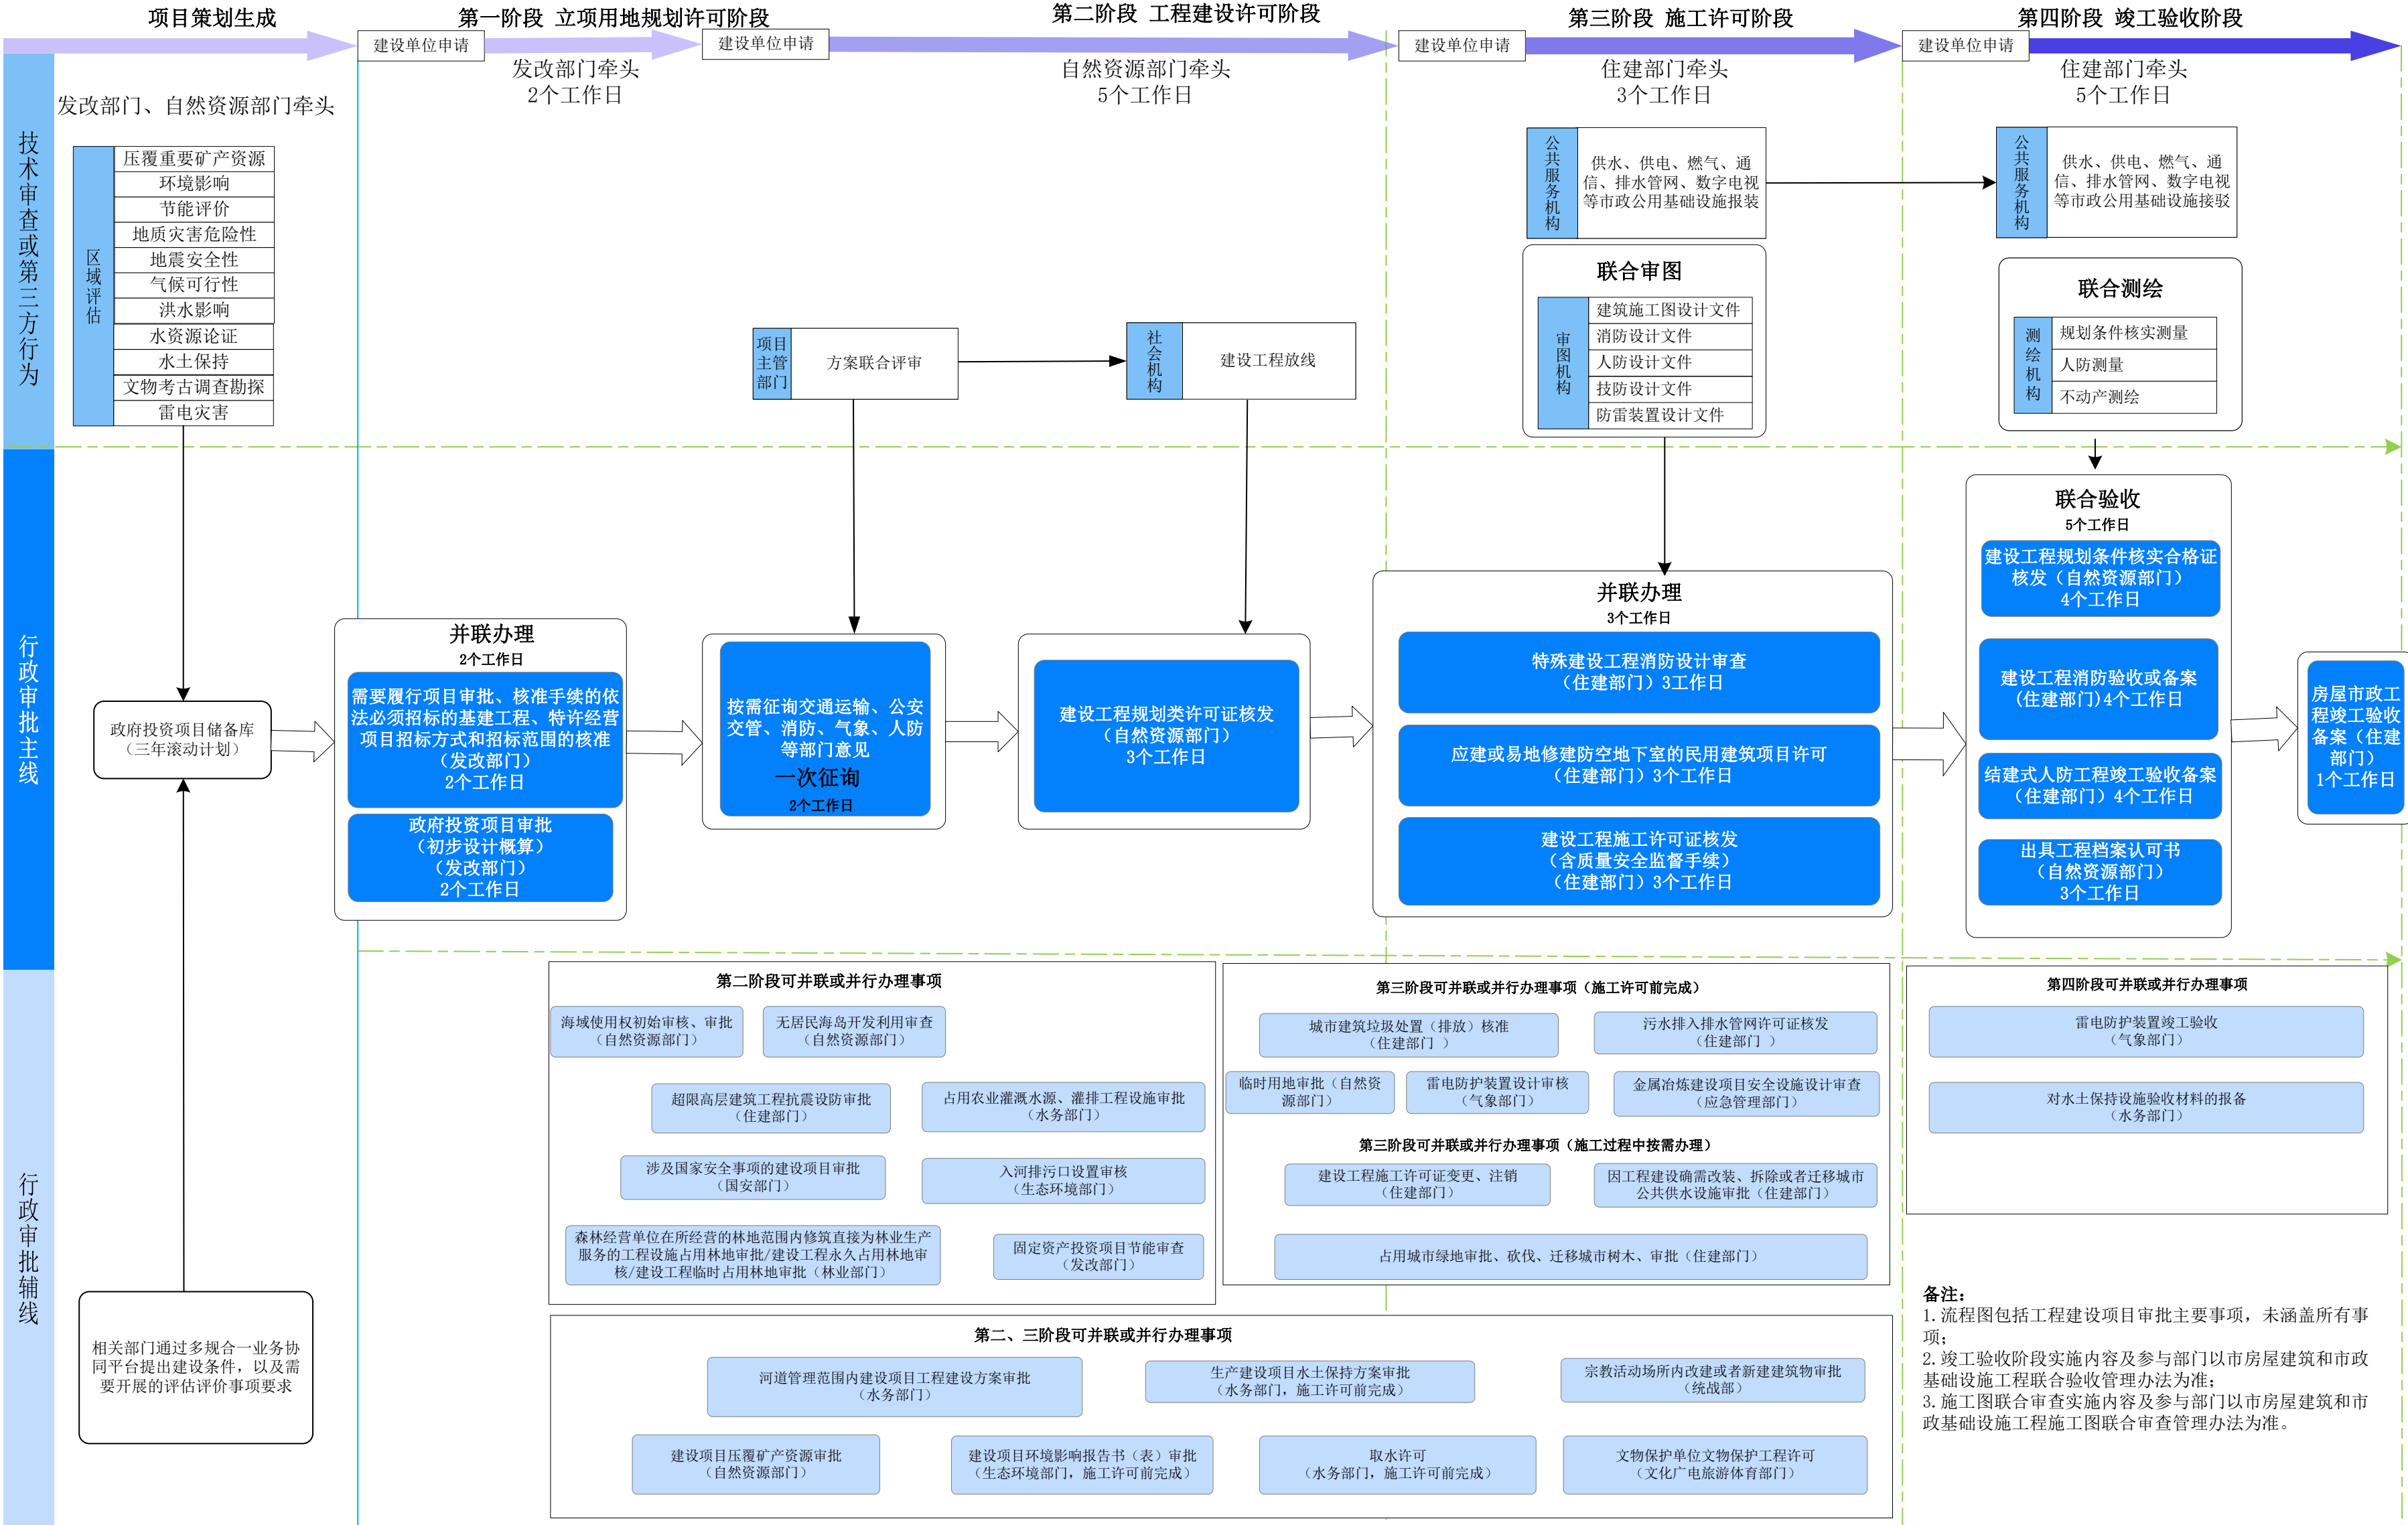 项目策划生成
第一阶段 立项用地规划许可阶段
第二阶段 工程建设许可阶段
第三阶段 施工许可阶段
第四阶段 竣工验收阶段
建设单位申请
建设单位申请
建设单位申请
建设单位申请
发改部门、自然资源部门牵头
发改部门牵头
2个工作日
自然资源部门牵头
5个工作日
住建部门牵头
3个工作日
住建部门牵头
5个工作日
技术审查或第三方行为
区域评估
压覆重要矿产资源
环境影响
节能评价
地质灾害危险性
地震安全性
气候可行性
洪水影响
水资源论证
水土保持
文物考古调查勘探
雷电灾害
项目
主管
部门
方案联合评审
社会机构
建设工程放线
公共服务机构
供水、供电、燃气、通
信、排水管网、数字电视
等市政公用基础设施报装
公共服务机构
供水、供电、燃气、通
信、排水管网、数字电视
等市政公用基础设施接驳
联合审图
审图机构
建筑施工图设计文件
消防设计文件
人防设计文件
技防设计文件
防雷装置设计文件
联合测绘
测绘机构
规划条件核实测量
人防测量
不动产测绘
行政审批主线
政府投资项目储备库
（三年滚动计划）
并联办理
2个工作日
需要履行项目审批、核准手续的依
法必须招标的基建工程、特许经营
项目招标方式和招标范围的核准
（发改部门）
2个工作日
政府投资项目审批
（初步设计概算）
（发改部门）
2个工作日
按需征询交通运输、公安
交管、消防、气象、人防
等部门意见
一次征询
2个工作日
建设工程规划类许可证核发
（自然资源部门）
3个工作日
并联办理
3个工作日
特殊建设工程消防设计审查
（住建部门）3工作日
应建或易地修建防空地下室的民用建筑项目许可
（住建部门）3个工作日
建设工程施工许可证核发
（含质量安全监督手续）
（住建部门）3个工作日
联合验收
5个工作日
建设工程规划条件核实合格证
核发（自然资源部门）
4个工作日
建设工程消防验收或备案
(住建部门)4个工作日
结建式人防工程竣工验收备案
（住建部门）4个工作日
出具工程档案认可书
（自然资源部门）
3个工作日
房屋市政工
程竣工验收
备案（住建
部门）
1个工作日
行政审批辅线
相关部门通过多规合一业务协
同平台提出建设条件，以及需
要开展的评估评价事项要求
第二阶段可并联或并行办理事项
海域使用权初始审核、审批
（自然资源部门）
无居民海岛开发利用审查
（自然资源部门）
超限高层建筑工程抗震设防审批
（住建部门）
占用农业灌溉水源、灌排工程设施审批
（水务部门）
涉及国家安全事项的建设项目审批
（国安部门）
入河排污口设置审核
（生态环境部门）
森林经营单位在所经营的林地范围内修筑直接为林业生产
服务的工程设施占用林地审批/建设工程永久占用林地审
核/建设工程临时占用林地审批（林业部门）
固定资产投资项目节能审查
（发改部门）
第三阶段可并联或并行办理事项（施工许可前完成）
城市建筑垃圾处置（排放）核准
（住建部门 ）
污水排入排水管网许可证核发
（住建部门 ）
临时用地审批（自然资
源部门）
雷电防护装置设计审核
（气象部门）
金属冶炼建设项目安全设施设计审查
（应急管理部门）
第三阶段可并联或并行办理事项（施工过程中按需办理）
建设工程施工许可证变更、注销
（住建部门）
因工程建设确需改装、拆除或者迁移城市
公共供水设施审批（住建部门）
占用城市绿地审批、砍伐、迁移城市树木、审批（住建部门）
第四阶段可并联或并行办理事项
雷电防护装置竣工验收
（气象部门）
对水土保持设施验收材料的报备
（水务部门）
第二、三阶段可并联或并行办理事项
河道管理范围内建设项目工程建设方案审批
（水务部门）
生产建设项目水土保持方案审批
（水务部门，施工许可前完成）
宗教活动场所内改建或者新建建筑物审批
（统战部）
建设项目压覆矿产资源审批
（自然资源部门）
建设项目环境影响报告书（表）审批
（生态环境部门，施工许可前完成）
取水许可
（水务部门，施工许可前完成）
文物保护单位文物保护工程许可
（文化广电旅游体育部门）
备注：
1.流程图包括工程建设项目审批主要事项，未涵盖所有事
项；
2.竣工验收阶段实施内容及参与部门以市房屋建筑和市政
基础设施工程联合验收管理办法为准；
3.施工图联合审查实施内容及参与部门以市房屋建筑和市
政基础设施工程施工图联合审查管理办法为准。